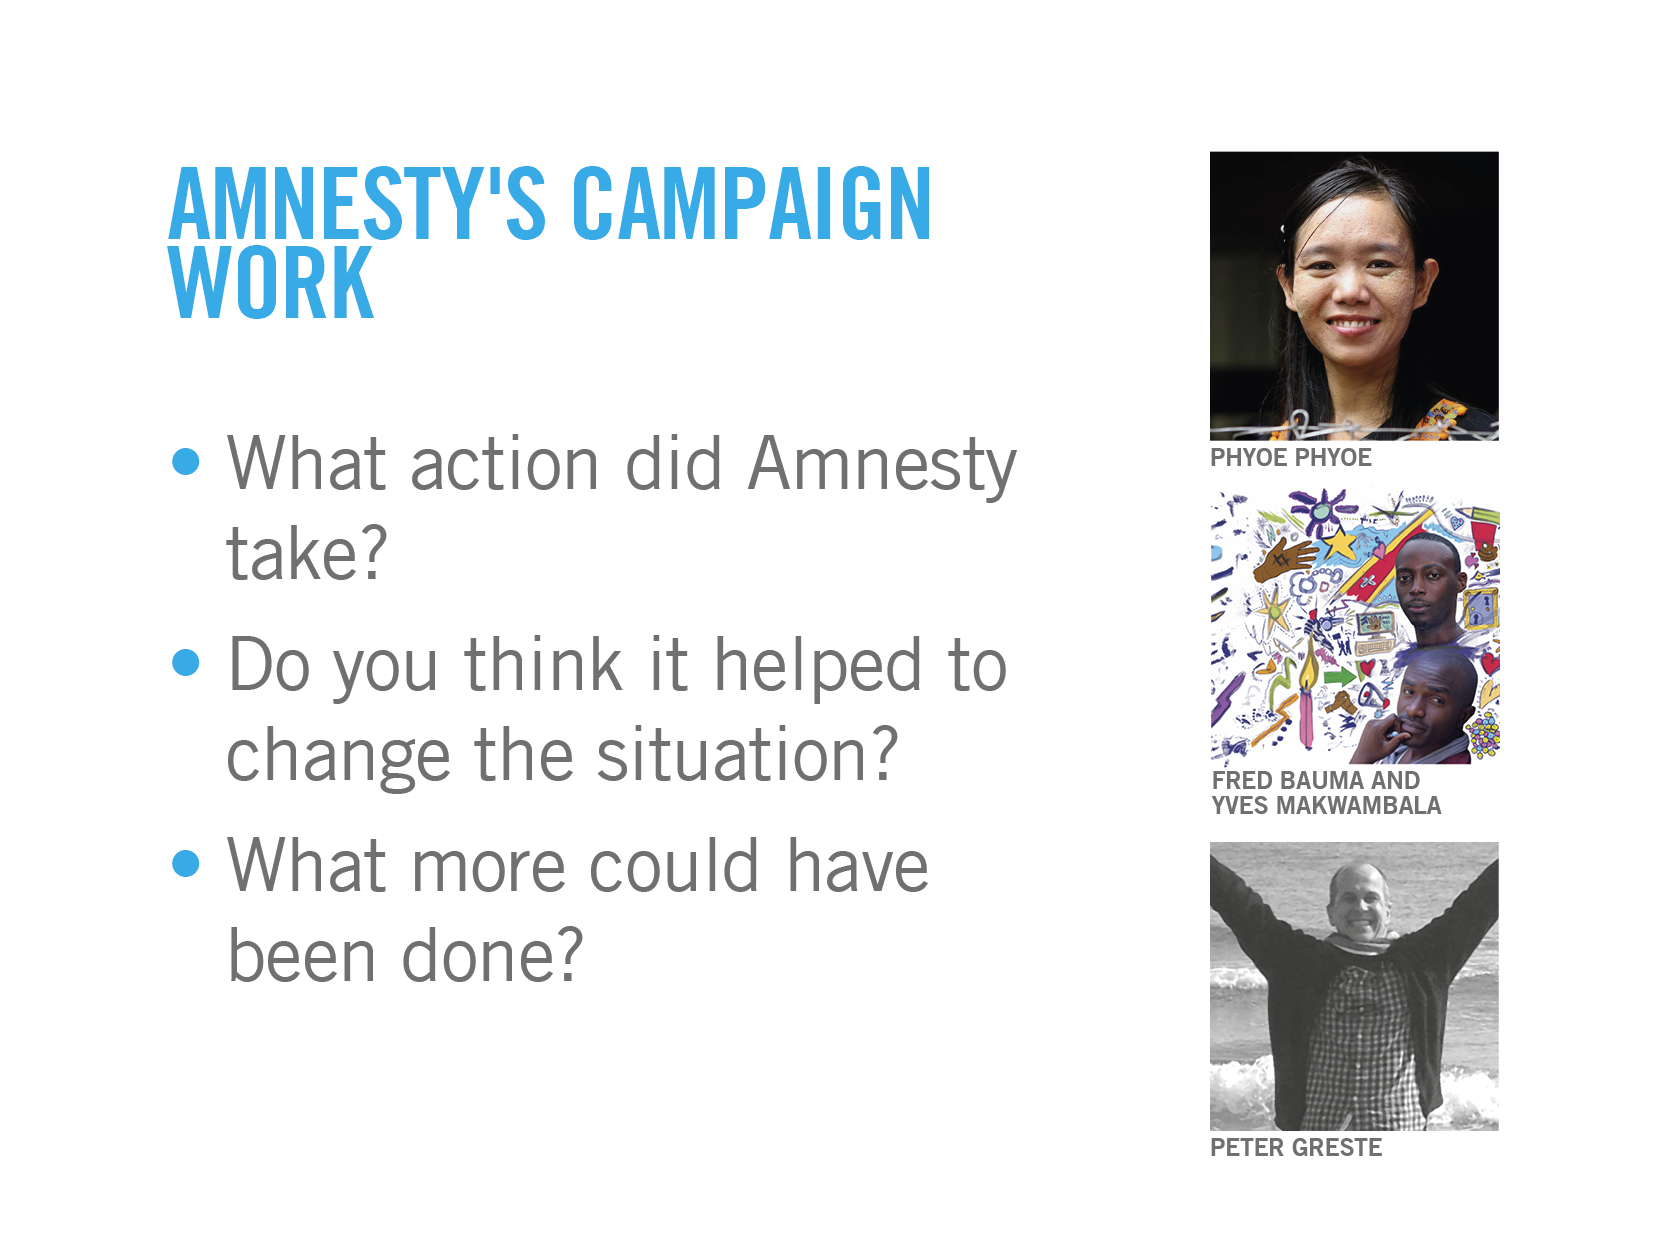 AMNESTY'S CAMPAIGN
WORK
• What action did Amnesty
take?
• Do you think it helped to
change the situation?
• What more could have
been done?
PHYOE PHYOE
FRED BAUMA AND
YVES MAKWAMBALA
PETER GRESTE